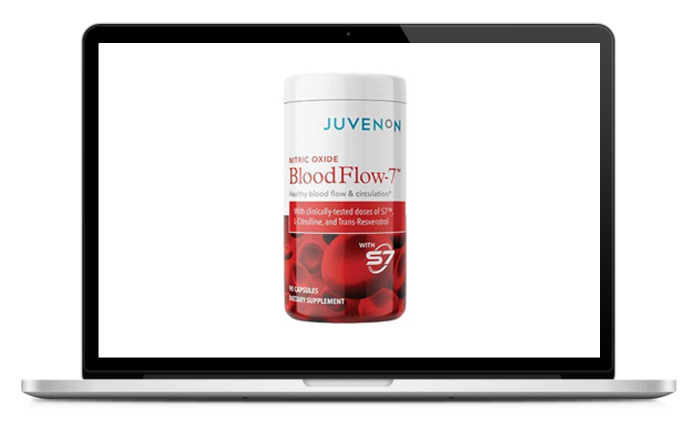 JUVENON
NITRIC OXIDE
BloodFlow-7™
Healthy blood flow & circulation*
With clinically-tested doses of S7™,
L-Citrulline, and Trans-Resveratrol
WITH
S7
90 CAPSULES
DIETARY SUPPLEMENT